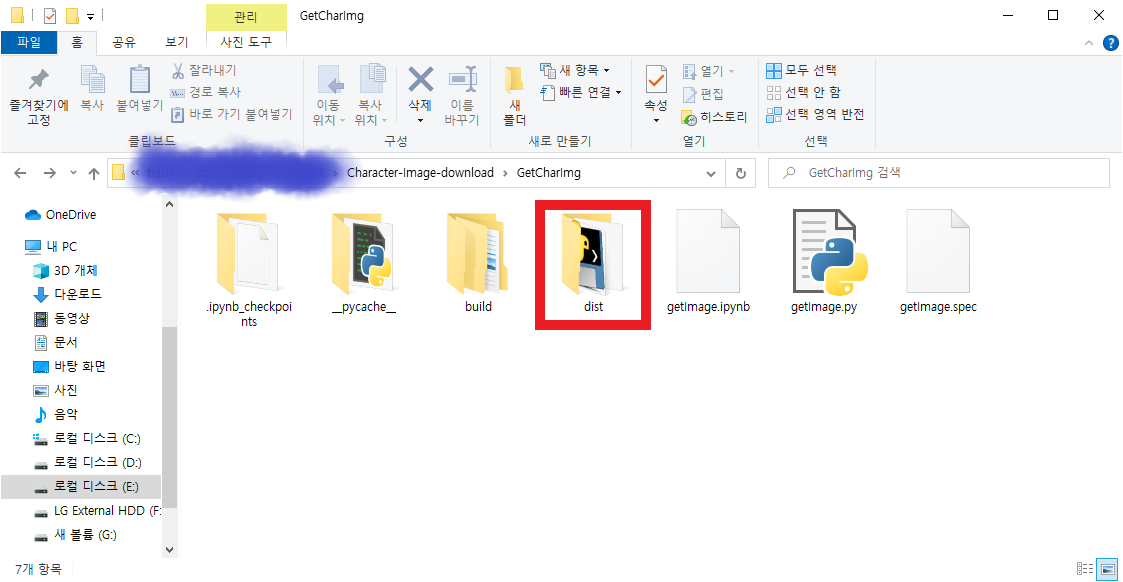 관리
GetCharImg
파일
홈
공유
보기
사진 도구
즐겨찾기에
고정
복사
붙여넣기
잘라내기
경로 복사
바로 가기 붙여넣기
클립보드
이동
위치
복사
위치
삭제
이름
바꾸기
구성
새
폴더
새 항목
빠른 연결
새로 만들기
속성
열기
편집
히스토리
열기
모두 선택
선택 안 함
선택 영역 반전
선택
« Character-Image-download > GetCharImg
GetCharImg 검색
OneDrive
내 PC
3D 개체
다운로드
동영상
문서
바탕 화면
사진
음악
로컬 디스크 (C:)
로컬 디스크 (D:)
로컬 디스크 (E:)
LG External HDD (F:
새 볼륨 (G:)
.ipynb_checkpoi
nts
__pycache__
build
dist
getImage.ipynb
getImage.py
getImage.spec
7개 항목